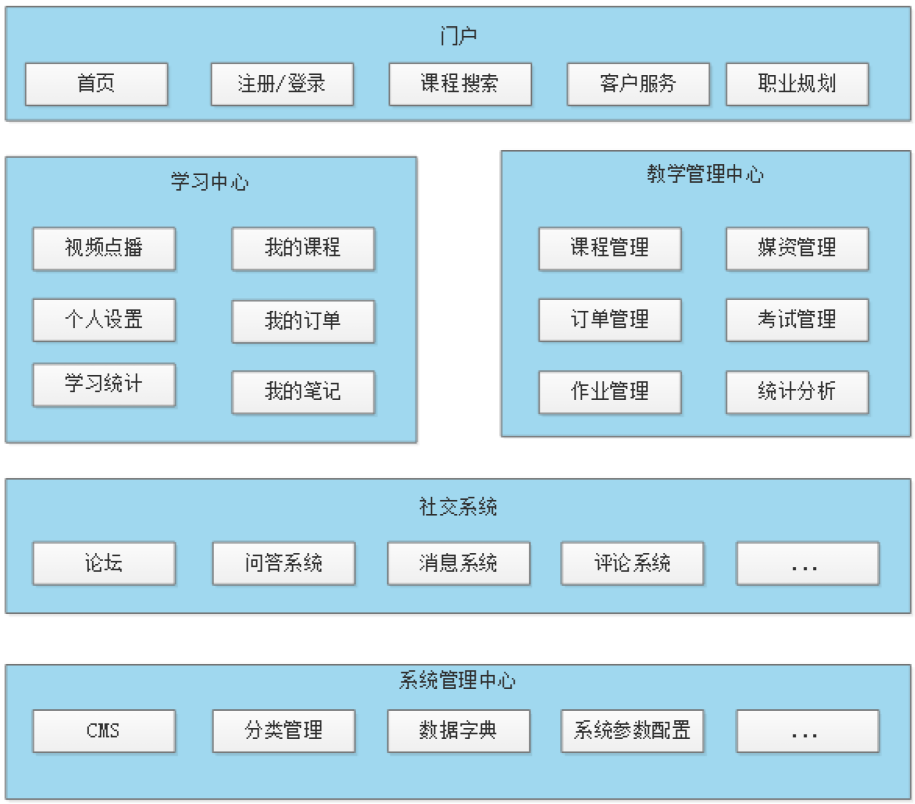 门户
首页
注册/登录
课程搜索
客户服务
职业规划
学习中心
视频点播
我的课程
个人设置
我的订单
学习统计
我的笔记
教学管理中心
课程管理
媒资管理
订单管理
考试管理
作业管理
统计分析
社交系统
论坛
问答系统
消息系统
评论系统
...
系统管理中心
CMS
分类管理
数据字典
系统参数配置
...